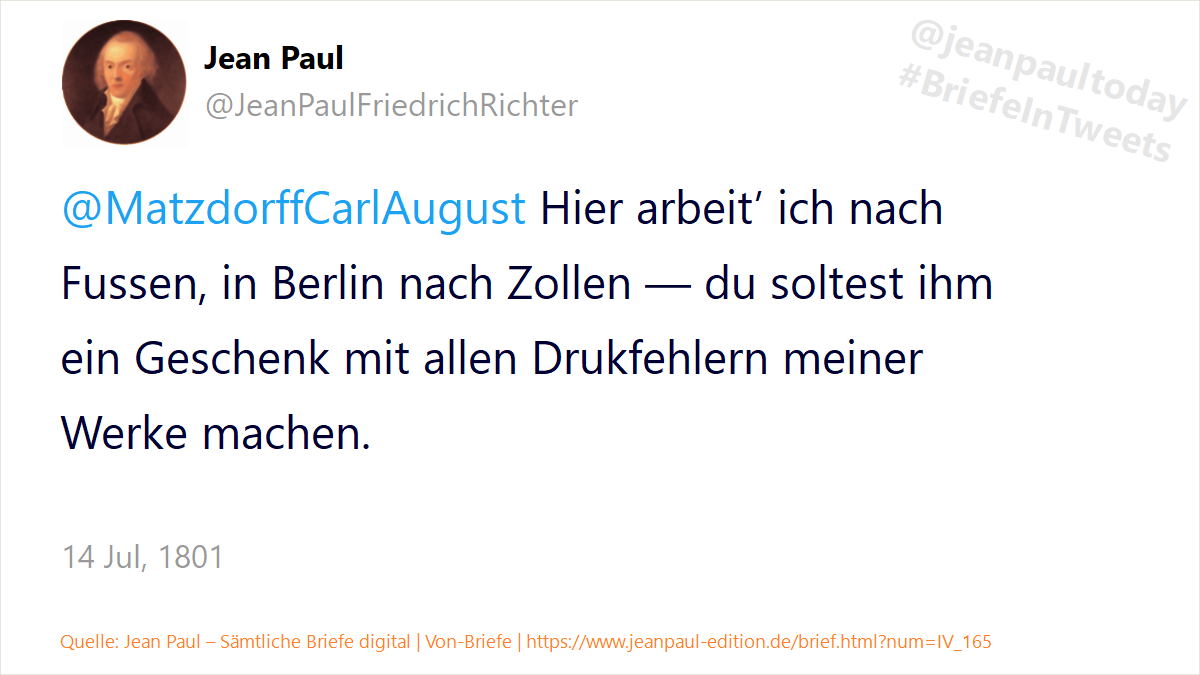 Jean Paul
@JeanPaulFriedrichRichter
@jeanpaultoday
#BriefeInTweets
@MatzdorffCarlAugust Hier arbeit’ ich nach
Fussen, in Berlin nach Zollen — du soltest ihm
ein Geschenk mit allen Drukfehlern meiner
Werke machen.
14 Jul, 1801
Quelle: Jean Paul – Sämtliche Briefe digital | Von-Briefe | https://www.jeanpaul-edition.de/brief.html?num=IV_165